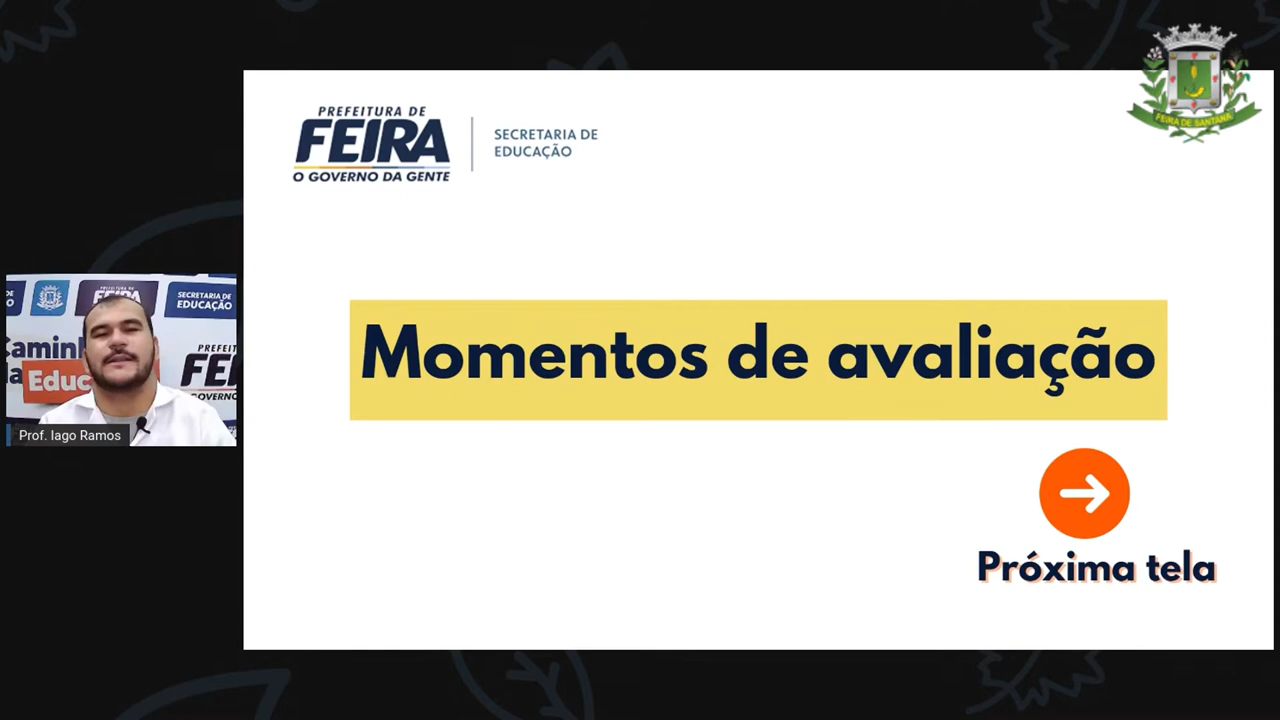 PREFEITURA DE
FEIRA
O GOVERNO DA GENTE
SECRETARIA DE
EDUCAÇÃO
FEIRA DE SANTANA
Momentos de avaliação
Próxima tela
PREFEITURA DE
FEIRA
SECRETARIA DE
EDUCAÇÃO
Educ
Prof. Iago Ramos